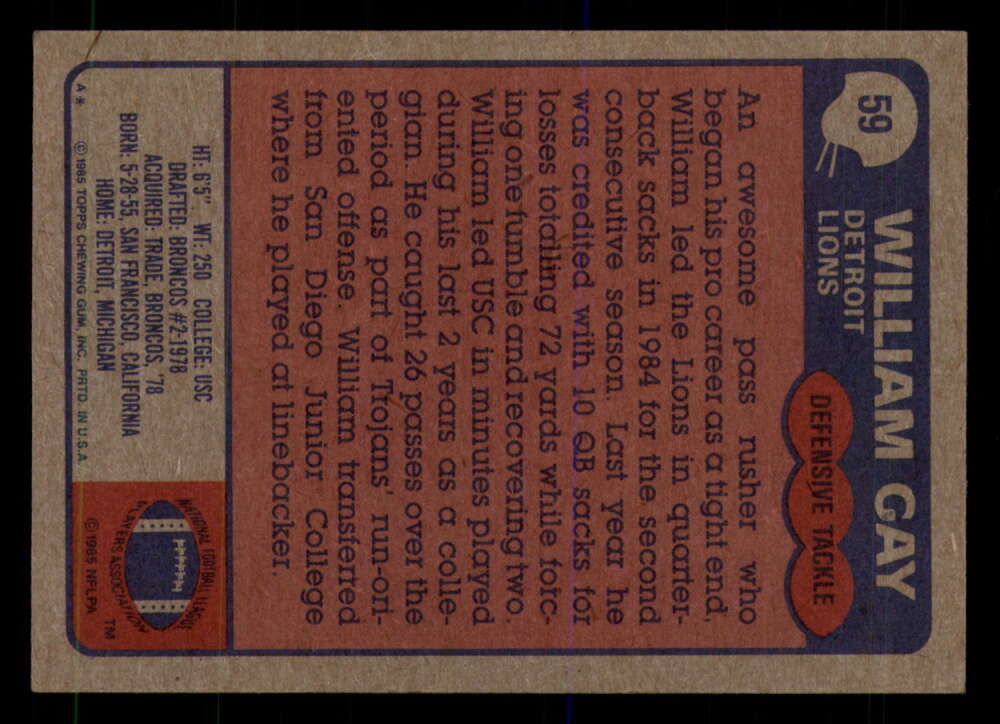 59
WILLIAM GAY
DETROIT
LIONS
DEFENSIVE TACKLE
An awesome pass rusher who
began his pro career as a tight end,
William led the Lions in quarter-
back sacks in 1984 for the second
consecutive season. Last year he
was credited with 10 QB sacks for
losses totalling 72 yards while forc-
ing one fumble and recovering two.
William led USC in minutes played
during his last 2 years as a colle-
gian. He caught 26 passes over the
period as part of Trojans' run-ori-
ented offense. William transferred
from San Diego Junior College
where he played at linebacker.
HT: 6'5" WT: 250 COLLEGE: USC
DRAFTED: BRONCOS #2-1978
ACQUIRED: TRADE, BRONCOS, '78
BORN: 5-28-55, SAN FRANCISCO, CALIFORNIA
HOME: DETROIT, MICHIGAN
A* © 1985 TOPPS CHEWING GUM, INC. PRTD. IN U.S.A.
NATIONAL FOOTBALL LEAGUE
PLAYERS ASSOCIATION
© 1985 NFLPA TM